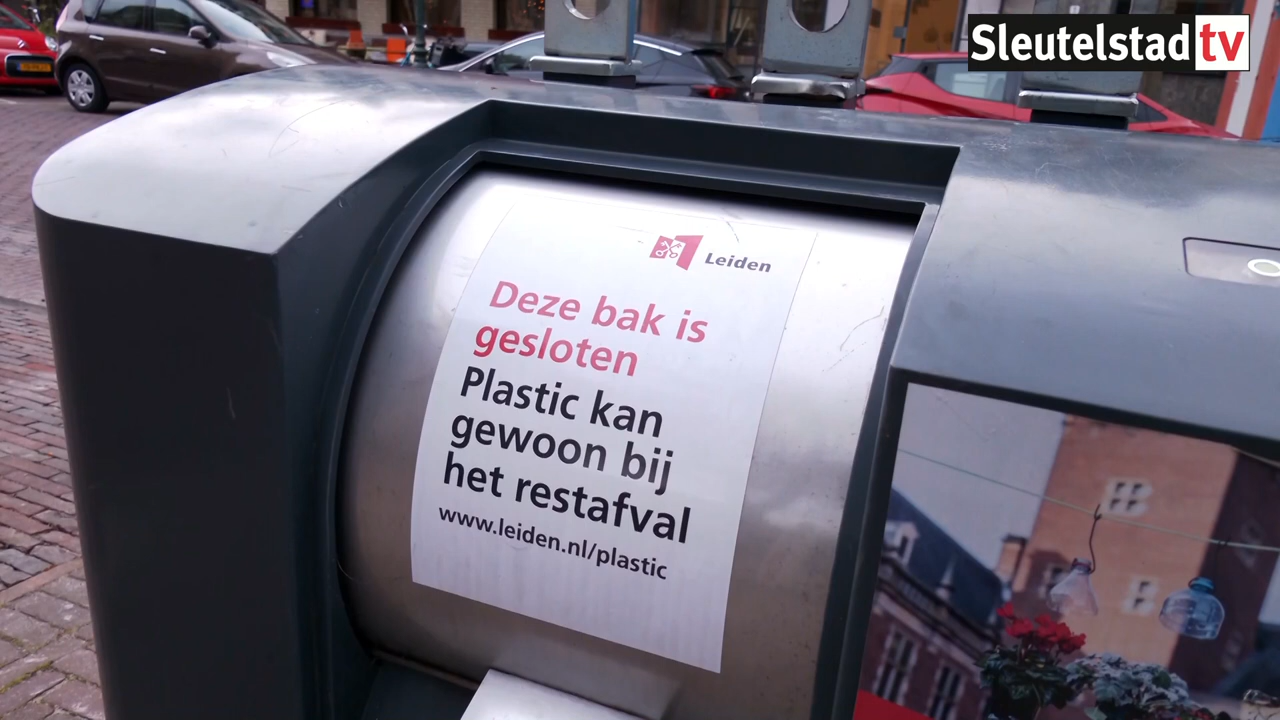 Sleutelstad tv
Leiden
Deze bak is
gesloten
Plastic kan
gewoon bij
het restafval
www.leiden.nl/plastic